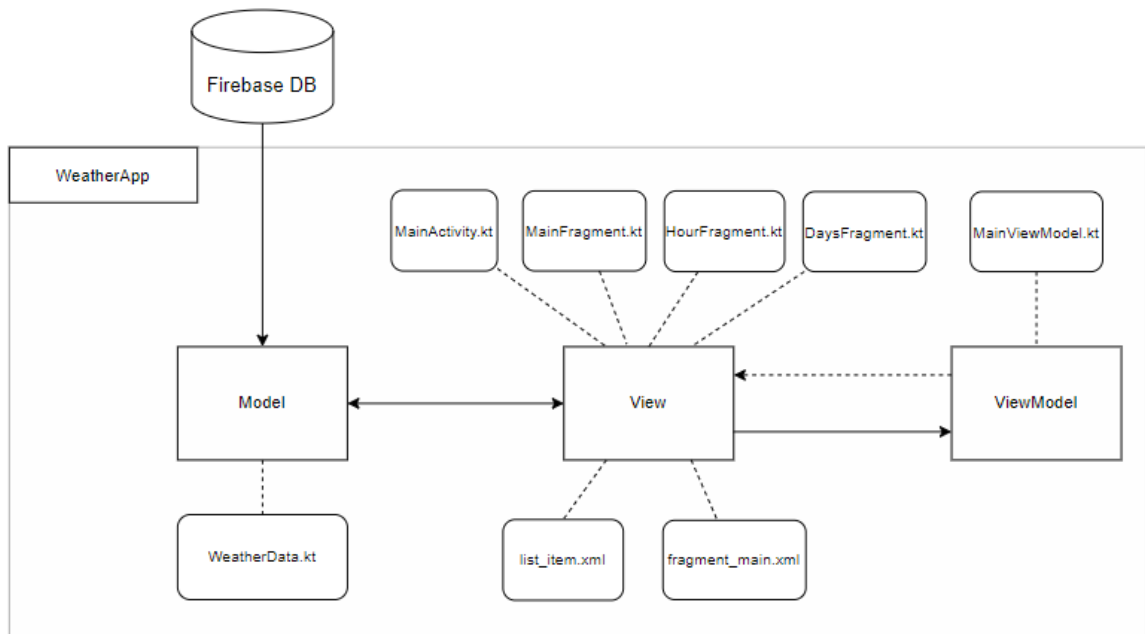 Firebase DB
WeatherApp
MainActivity.kt
MainFragment.kt
HourFragment.kt
DaysFragment.kt
MainViewModel.kt
Model
View
ViewModel
WeatherData.kt
list_item.xml
fragment_main.xml